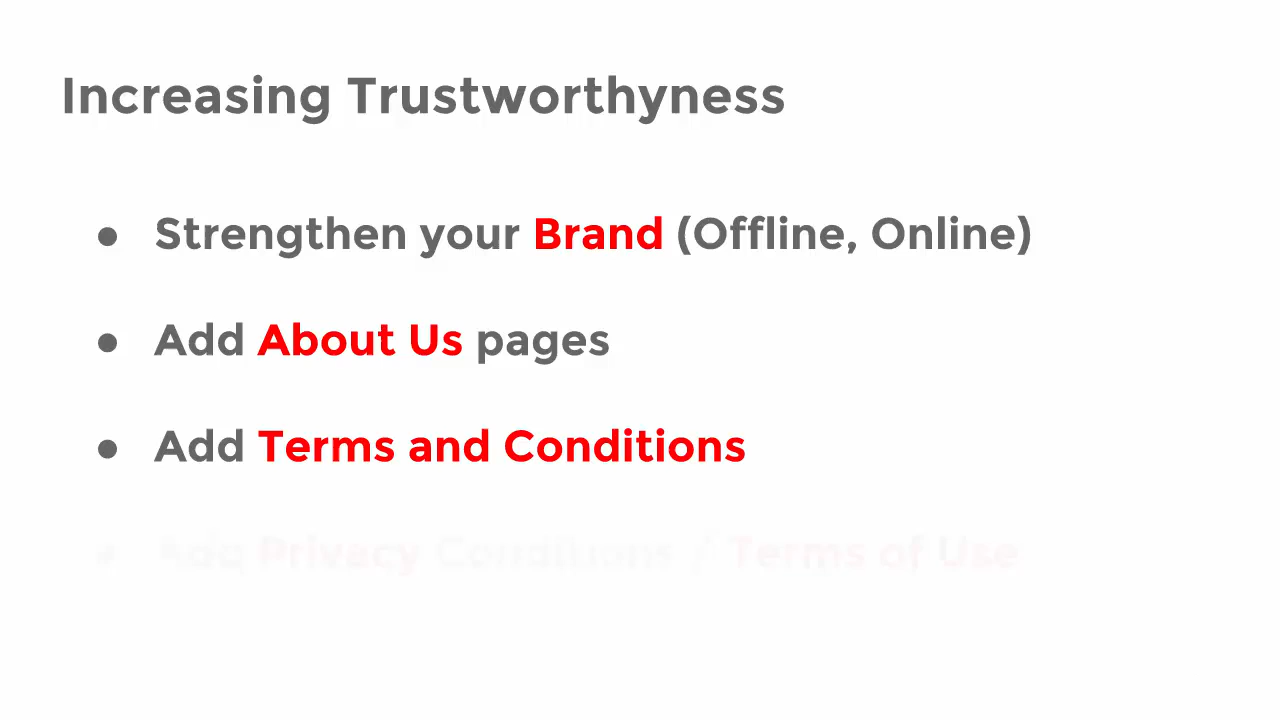 Increasing Trustworthyness
● Strengthen your Brand (Offline, Online)
● Add About Us pages
● Add Terms and Conditions
● Add Privacy Conditions / Terms of Use